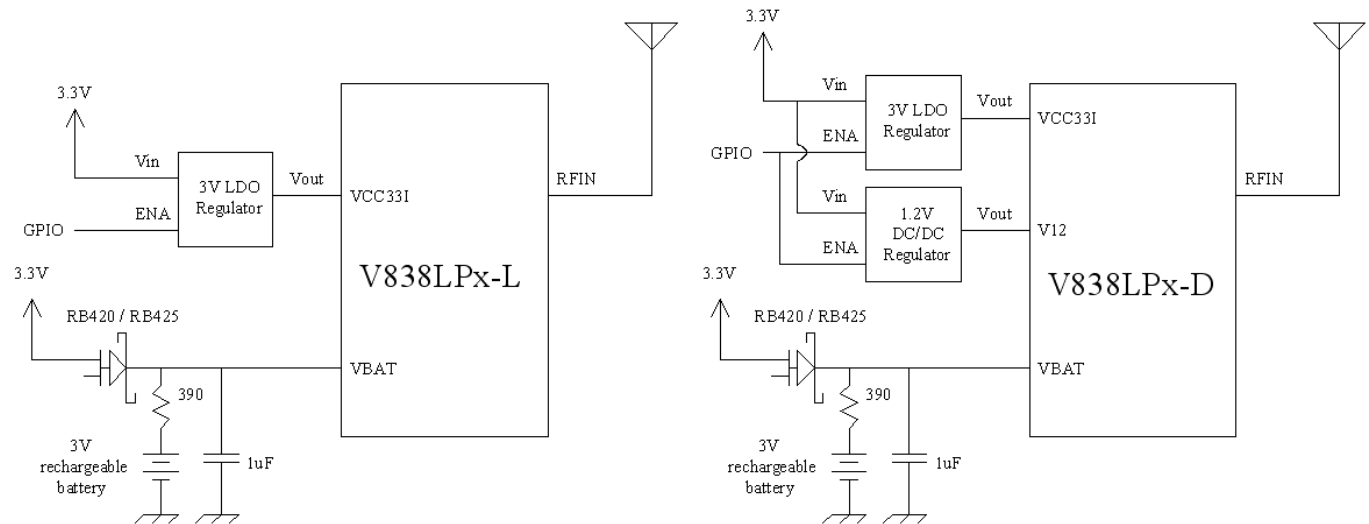 3.3V
Vin
3V LDO
Regulator
Vout
ENA
GPIO
VCC33I
RFIN
V838LPx-L
3.3V
RB420 / RB425
VBAT
390
3V
rechargeable
battery
1uF
3.3V
Vin
3V LDO
Regulator
Vout
ENA
GPIO
VCC33I
RFIN
Vin
1.2V
DC/DC
Regulator
Vout
ENA
V12
V838LPx-D
3.3V
RB420 / RB425
VBAT
390
3V
rechargeable
battery
1uF